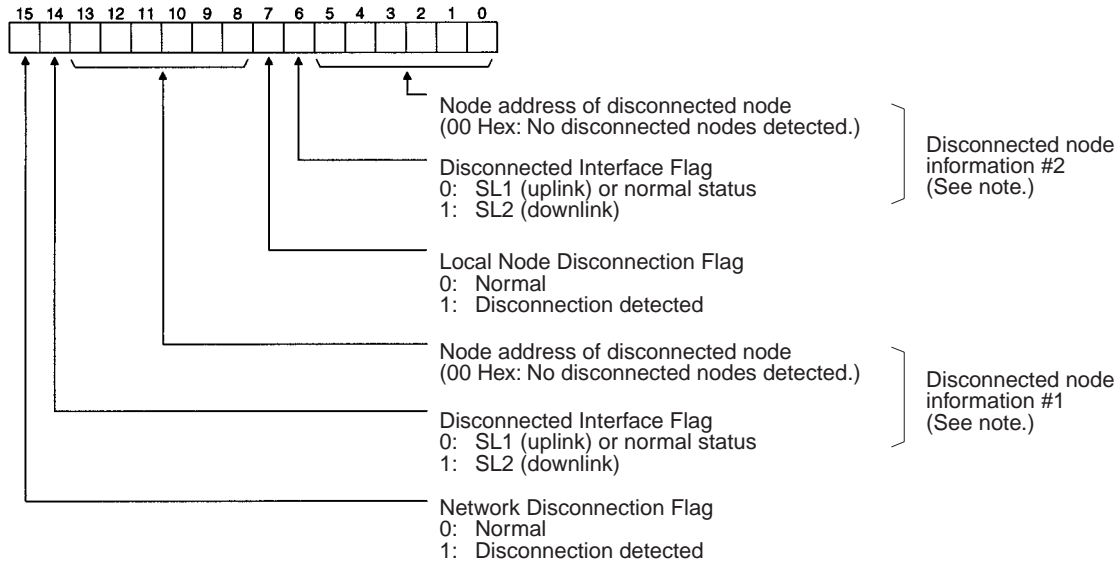 15 14 13 12 11 10 9 8 7 6 5 4 3 2 1 0
Node address of disconnected node
(00 Hex: No disconnected nodes detected.)
Disconnected Interface Flag
0: SL1 (uplink) or normal status
1: SL2 (downlink)
Disconnected node
information #2
(See note.)
Local Node Disconnection Flag
0: Normal
1: Disconnection detected
Node address of disconnected node
(00 Hex: No disconnected nodes detected.)
Disconnected Interface Flag
0: SL1 (uplink) or normal status
1: SL2 (downlink)
Disconnected node
information #1
(See note.)
Network Disconnection Flag
0: Normal
1: Disconnection detected